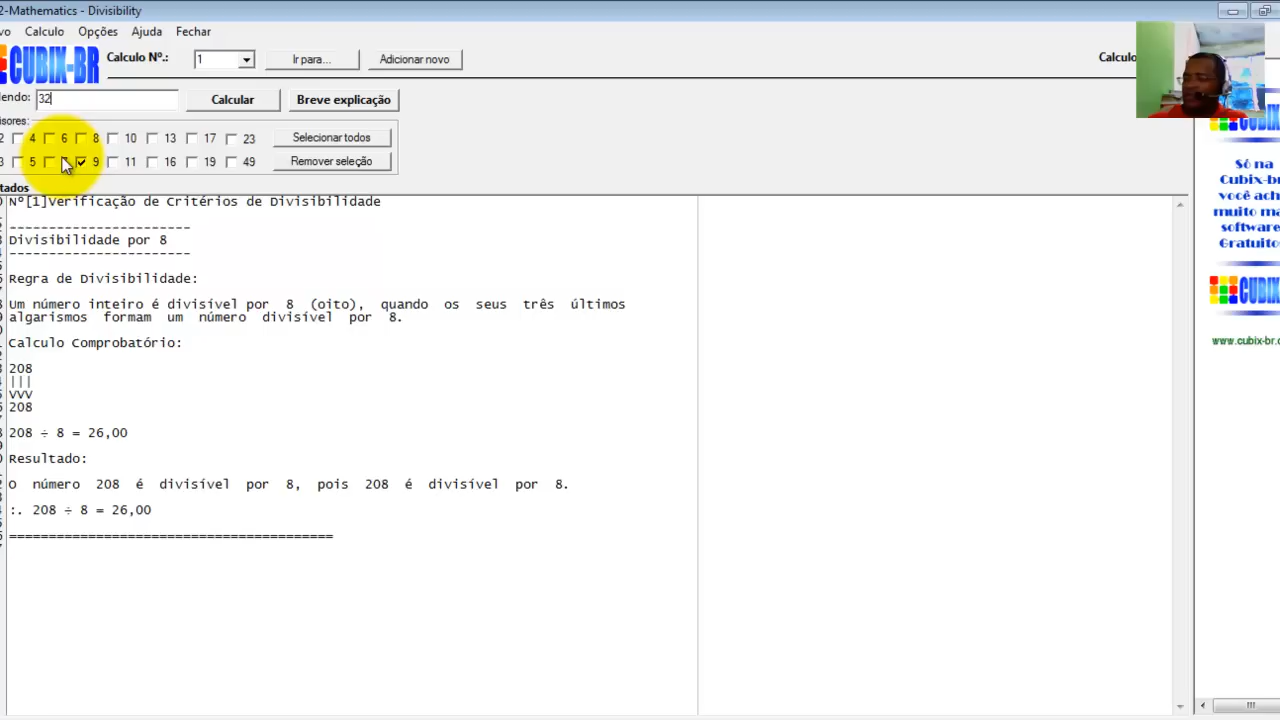 2-Mathematics - Divisibility
vo Calculo Opções Ajuda Fechar
CUBIX-BR Calculo Nº.: 1 Ir para... Adicionar novo Calculo
dendo: 32 Calcular Breve explicação
isores:
2 4 6 8 10 13 17 23 Selecionar todos
3 5 9 11 16 19 49 Remover seleção
tados
Nº[1]Verificação de Critérios de Divisibilidade
-----------------------
Divisibilidade por 8
-----------------------
Regra de Divisibilidade:
Um número inteiro é divisível por 8 (oito), quando os seus três últimos
algarismos formam um número divisível por 8.
Calculo Comprobatório:
208
|||
VVV
208
208 ÷ 8 = 26,00
Resultado:
O número 208 é divisível por 8, pois 208 é divisível por 8.
:. 208 ÷ 8 = 26,00
=========================================
Só na
Cubix-br
você ach
muito ma
software
Gratuito
CUBIX
www.cubix-br.c